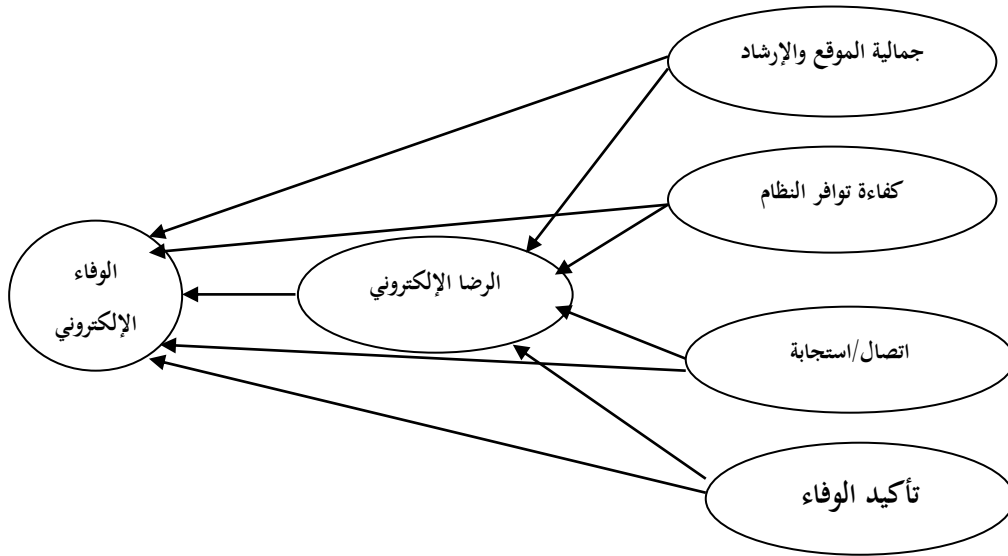 جمالية الموقع والإرشاد
كفاءة توافر النظام
اتصال/استجابة
تأكيد الوفاء
الرضا الإلكتروني
الوفاء
الإلكتروني